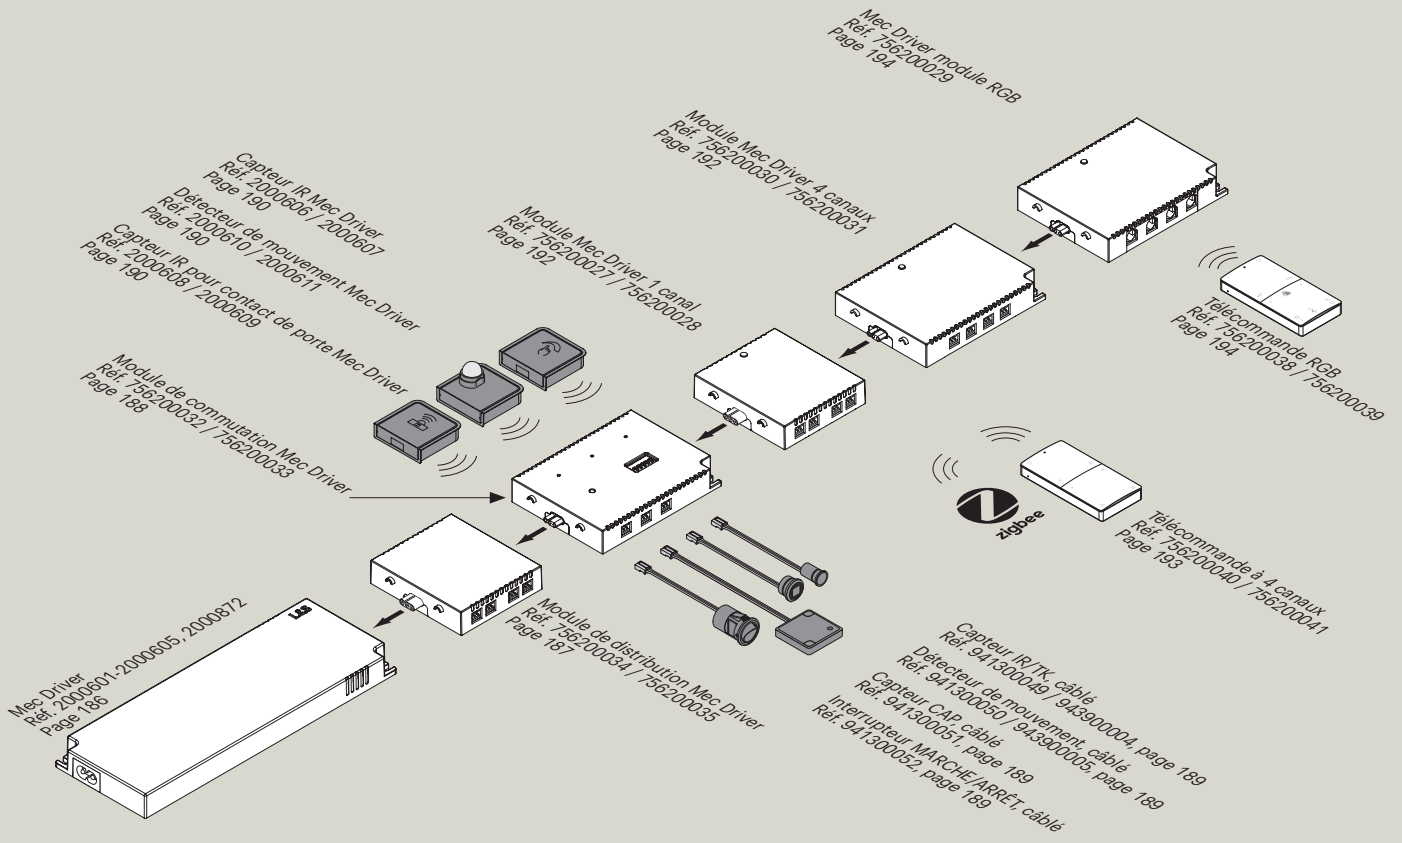 Mec Driver module RGB
Réf. 756200029
Page 194
Module Mec Driver 4 canaux
Réf. 756200030 / 756200031
Page 192
Capteur IR Mec Driver
Réf. 2000606 / 2000607
Page 190
Détecteur de mouvement Mec Driver
Réf. 2000610 / 2000611
Page 190
Capteur IR pour contact de porte Mec Driver
Réf. 2000608 / 2000609
Page 190
Module Mec Driver 1 canal
Réf. 756200027 / 756200028
Page 192
Module de commutation Mec Driver
Réf. 756200032 / 756200033
Page 188
Télécommande RGB
Réf. 756200038 / 756200039
Page 194
zigbee
Télécommande à 4 canaux
Réf. 756200040 / 756200041
Page 193
Mec Driver
Réf. 2000601-2000605, 2000872
Page 186
Module de distribution Mec Driver
Réf. 756200034 / 756200035
Page 187
Capteur IR/TK, câblé
Réf. 941300049 / 943900004, page 189
Détecteur de mouvement, câblé
Réf. 941300050 / 943900005, page 189
Capteur CAP, câblé
Réf. 941300051, page 189
Interrupteur MARCHE/ARRÊT, câblé
Réf. 941300052, page 189